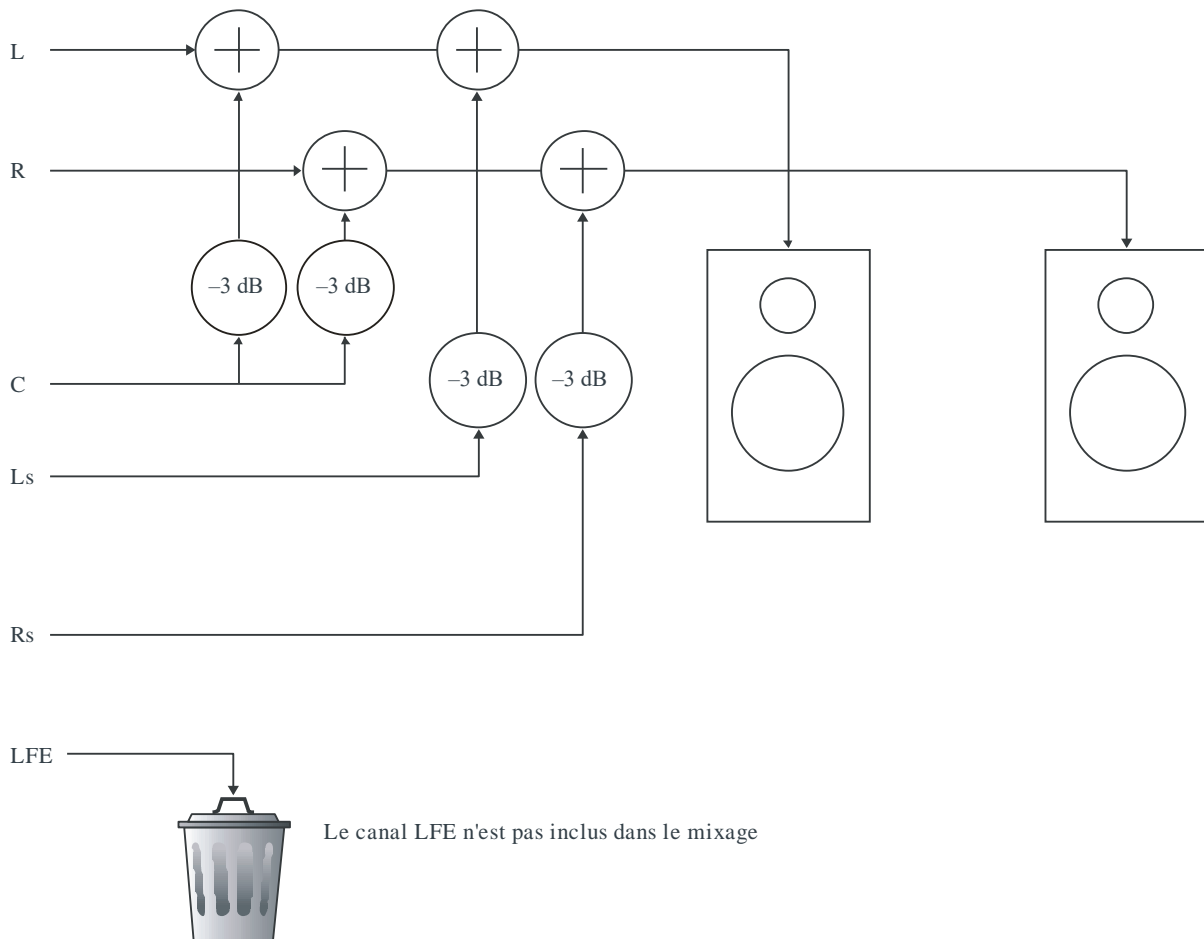 L
R
–3 dB
–3 dB
C
–3 dB
–3 dB
Ls
Rs
LFE
Le canal LFE n'est pas inclus dans le mixage